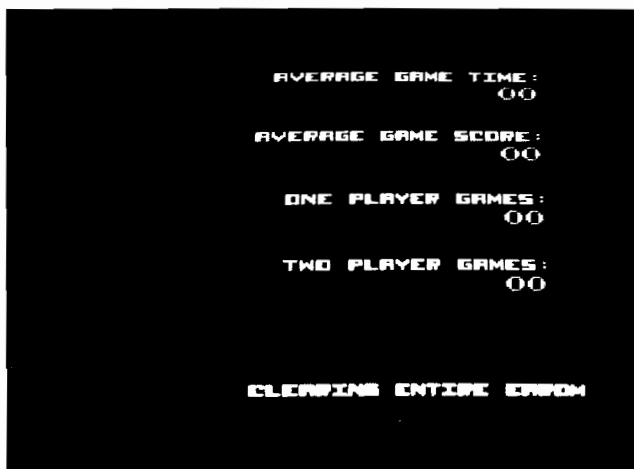 AVERAGE GAME TIME:
00
AVERAGE GAME SCORE:
00
ONE PLAYER GAMES:
00
TWO PLAYER GAMES:
00
CLEARING ENTIRE EAROM